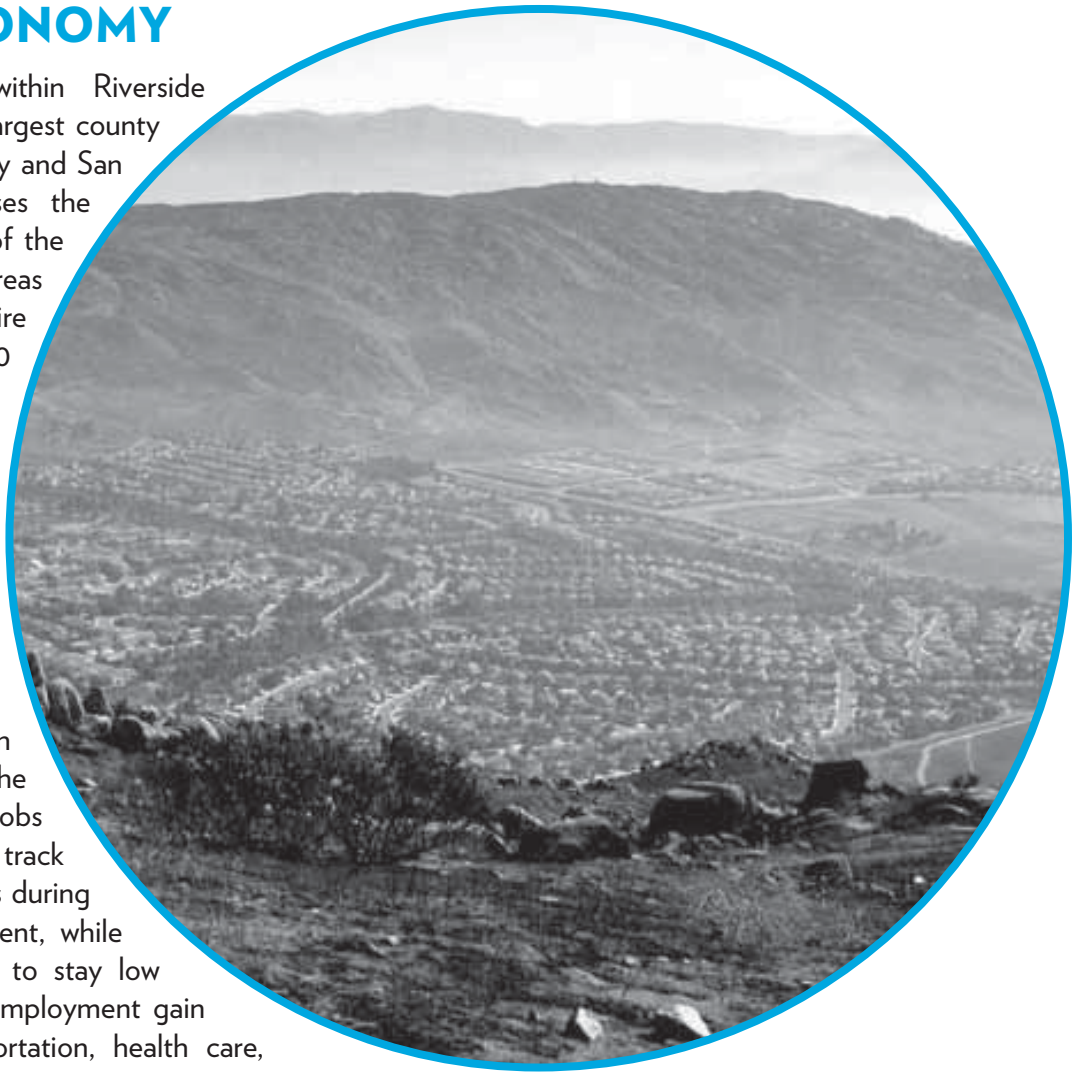 ONOMY
within Riverside
argest county
y and San
ses the
of the
reas
ire
0
n
he
obs
track
s during
ent, while
to stay low
mployment gain
ortation, health care,